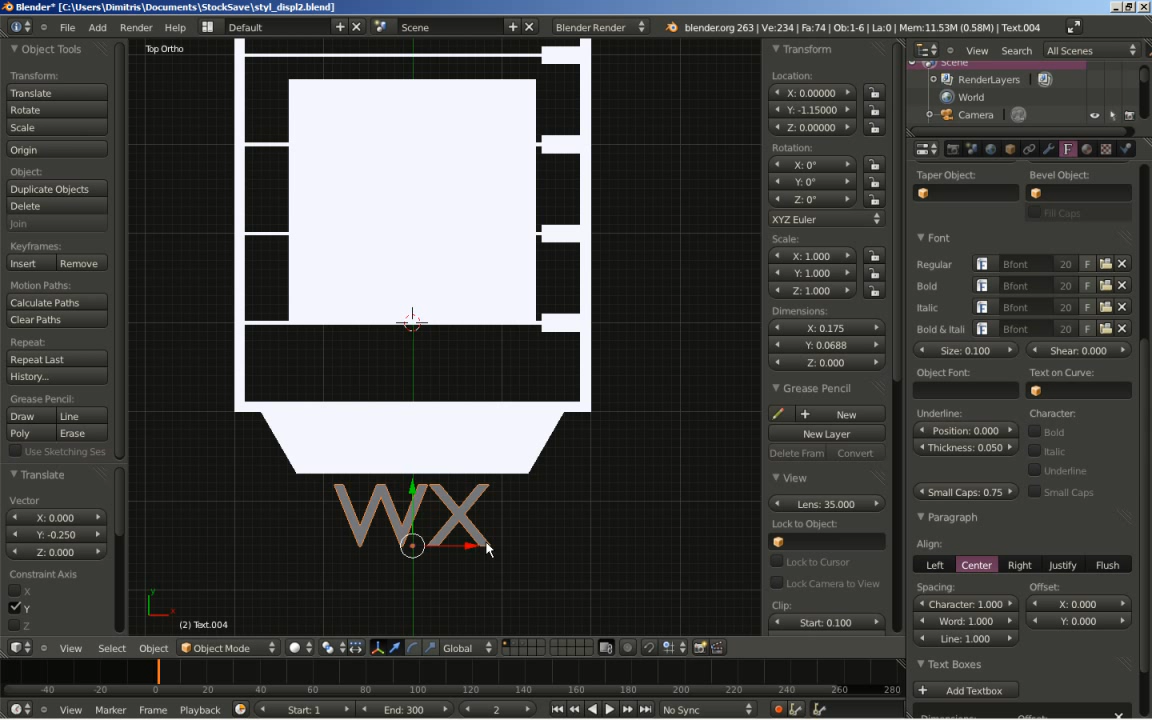 Blender* [C:\Users\Dimitris\Documents\StockSave\styl_displ2.blend]
File Add Render Help Default Scene Blender Render blender.org 263 | Ve:234 | Fa:74 | Ob:1-6 | La:0 | Mem:11.53M (0.58M) | Text.004
Object Tools
Transform:
Translate
Rotate
Scale
Origin
Object:
Duplicate Objects
Delete
Join
Keyframes:
Insert Remove
Motion Paths:
Calculate Paths
Clear Paths
Repeat:
Repeat Last
History...
Grease Pencil:
Draw Line
Poly Erase
Use Sketching Ses
Translate
Vector
X: 0.000
Y: -0.250
Z: 0.000
Constraint Axis
X
Y
Z
Top Ortho
WX
y
x
(2) Text.004
Transform
Location:
X: 0.00000
Y: -1.15000
Z: 0.00000
Rotation:
X: 0°
Y: 0°
Z: 0°
XYZ Euler
Scale:
X: 1.000
Y: 1.000
Z: 1.000
Dimensions:
X: 0.175
Y: 0.0688
Z: 0.000
Grease Pencil
New
New Layer
Delete Fram Convert
View
Lens: 35.000
Lock to Object:
Lock to Cursor
Lock Camera to View
Clip:
Start: 0.100
View Search All Scenes
Scene
RenderLayers
World
Camera
Taper Object: Bevel Object:
Fill Caps
Font
Regular Bfont 20 F
Bold Bfont 20 F
Italic Bfont 20 F
Bold & Itali Bfont 20 F
Size: 0.100 Shear: 0.000
Object Font: Text on Curve:
Underline: Character:
Position: 0.000 Bold
Thickness: 0.050 Italic
Underline
Small Caps: 0.75 Small Caps
Paragraph
Align:
Left Center Right Justify Flush
Spacing: Offset:
Character: 1.000 X: 0.000
Word: 1.000 Y: 0.000
Line: 1.000
Text Boxes
Add Textbox
View Select Object Object Mode Global
-40 -20 0 20 40 60 80 100 120 140 160 180 200 220 240 260 280
View Marker Frame Playback Start: 1 End: 300 2 No Sync